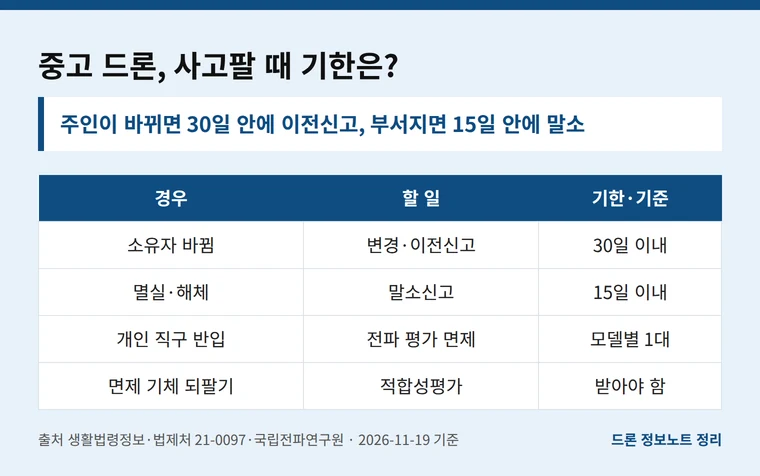 중고 드론, 사고팔 때 기한은?
주인이 바뀌면 30일 안에 이전신고, 부서지면 15일 안에 말소
경우 할 일 기한·기준
소유자 바뀜 변경·이전신고 30일 이내
멸실·해체 말소신고 15일 이내
개인 직구 반입 전파 평가 면제 모델별 1대
면제 기체 되팔기 적합성평가 받아야 함
출처 생활법령정보·법제처 21-0097·국립전파연구원 · 2026-11-19 기준 드론 정보노트 정리